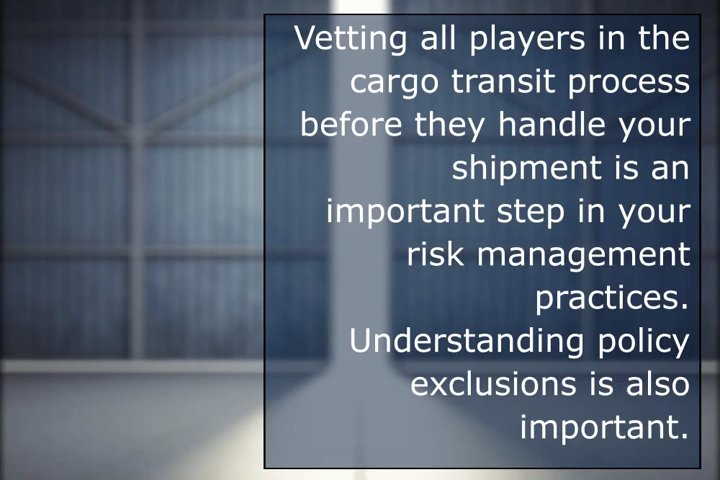 Vetting all players in the
cargo transit process
before they handle your
shipment is an
important step in your
risk management
practices.
Understanding policy
exclusions is also
important.